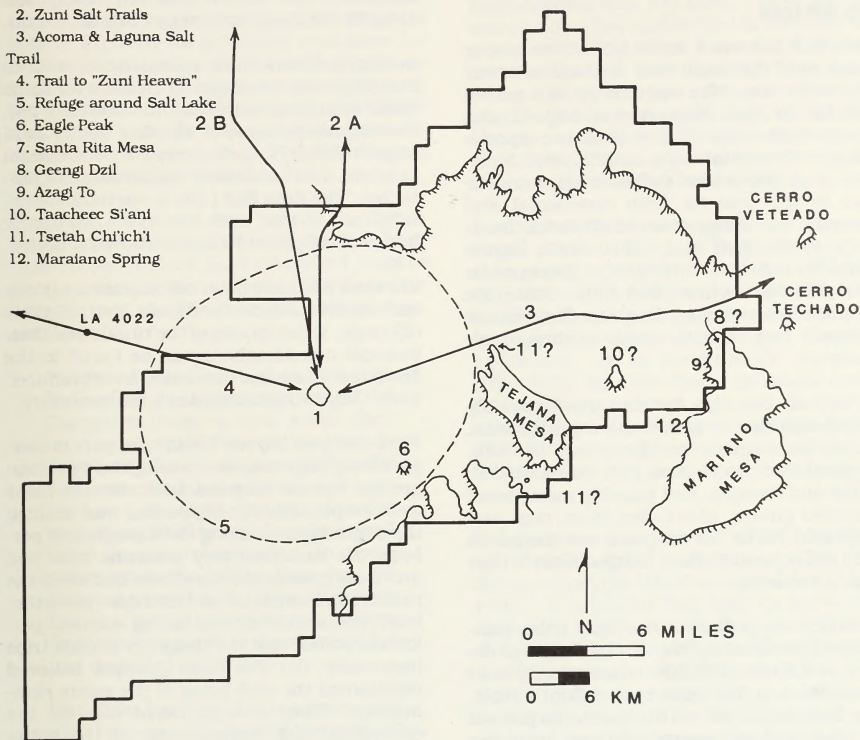 2. Zuni Salt Trails
3. Acoma & Laguna Salt
Trail
4. Trail to "Zuni Heaven"
5. Refuge around Salt Lake
6. Eagle Peak
7. Santa Rita Mesa
8. Geengi Dzil
9. Azagi To
10. Taacheec Si'ani
11. Tsetah Chi'ich'i
12. Maraiano Spring
2 B
2 A
7
CERRO
VETEADO
CERRO
TECHADO
LA 4022
3
8 ?
11?
10?
9
4
1
TEJANA
MESA
12
MARIANO
MESA
6
11?
5
N
0 6 MILES
0 6 KM